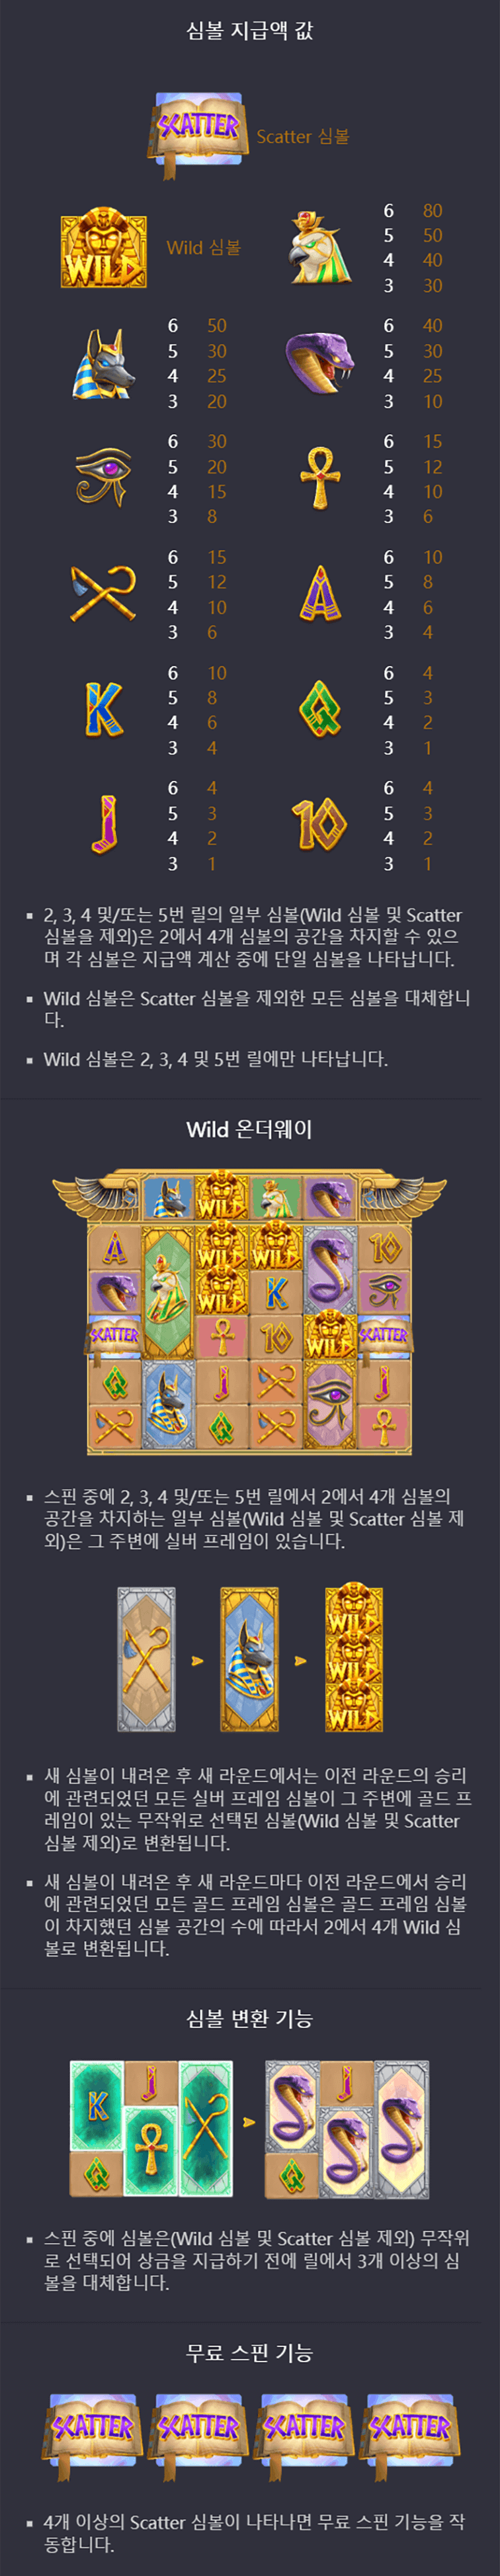 심볼 지급액 값
SCATTER
Scatter 심볼
WILD
Wild 심볼
6 80
5 50
4 40
3 30
6 50
5 30
4 25
3 20
6 40
5 30
4 25
3 10
6 30
5 20
4 15
3 8
6 15
5 12
4 10
3 6
6 15
5 12
4 10
3 6
A
6 10
5 8
6 6
3 4
K
6 10
5 8
4 6
3 4
Q
6 4
5 3
4 2
3 1
J
6 4
5 3
4 2
3 1
10
6 4
5 3
4 2
3 1
2, 3, 4 및/또는 5번 릴의 일부 심볼(Wild 심볼 및 Scatter
심볼을 제외)은 2에서 4개 심볼의 공간을 차지할 수 있으
며 각 심볼은 지급액 계산 중에 단일 심볼을 나타납니다.
Wild 심볼은 Scatter 심볼을 제외한 모든 심볼을 대체합니
다.
Wild 심볼은 2, 3, 4 및 5번 릴에만 나타납니다.
Wild 온더웨이
WILD
A WILD WILD 10
WILD K
SCATTER 10 WILD SCATTER
Q J J
Q
스핀 중에 2, 3, 4 및/또는 5번 릴에서 2에서 4개 심볼의
공간을 차지하는 일부 심볼(Wild 심볼 및 Scatter 심볼 제
외)은 그 주변에 실버 프레임이 있습니다.
WILD
WILD
WILD
새 심볼이 내려온 후 새 라운드에서는 이전 라운드의 승리
에 관련되었던 모든 실버 프레임 심볼이 그 주변에 골드 프
레임이 있는 무작위로 선택된 심볼(Wild 심볼 및 Scatter
심볼 제외)로 변환됩니다.
새 심볼이 내려온 후 새 라운드마다 이전 라운드에서 승리
에 관련되었던 모든 골드 프레임 심볼은 골드 프레임 심볼
이 차지했던 심볼 공간의 수에 따라서 2에서 4개 Wild 심
볼로 변환됩니다.
심볼 변환 기능
K J J
Q Q
스핀 중에 심볼은(Wild 심볼 및 Scatter 심볼 제외) 무작위
로 선택되어 상금을 지급하기 전에 릴에서 3개 이상의 심
볼을 대체합니다.
무료 스핀 기능
SCATTER SCATTER SCATTER SCATTER
4개 이상의 Scatter 심볼이 나타나면 무료 스핀 기능을 작
동합니다.